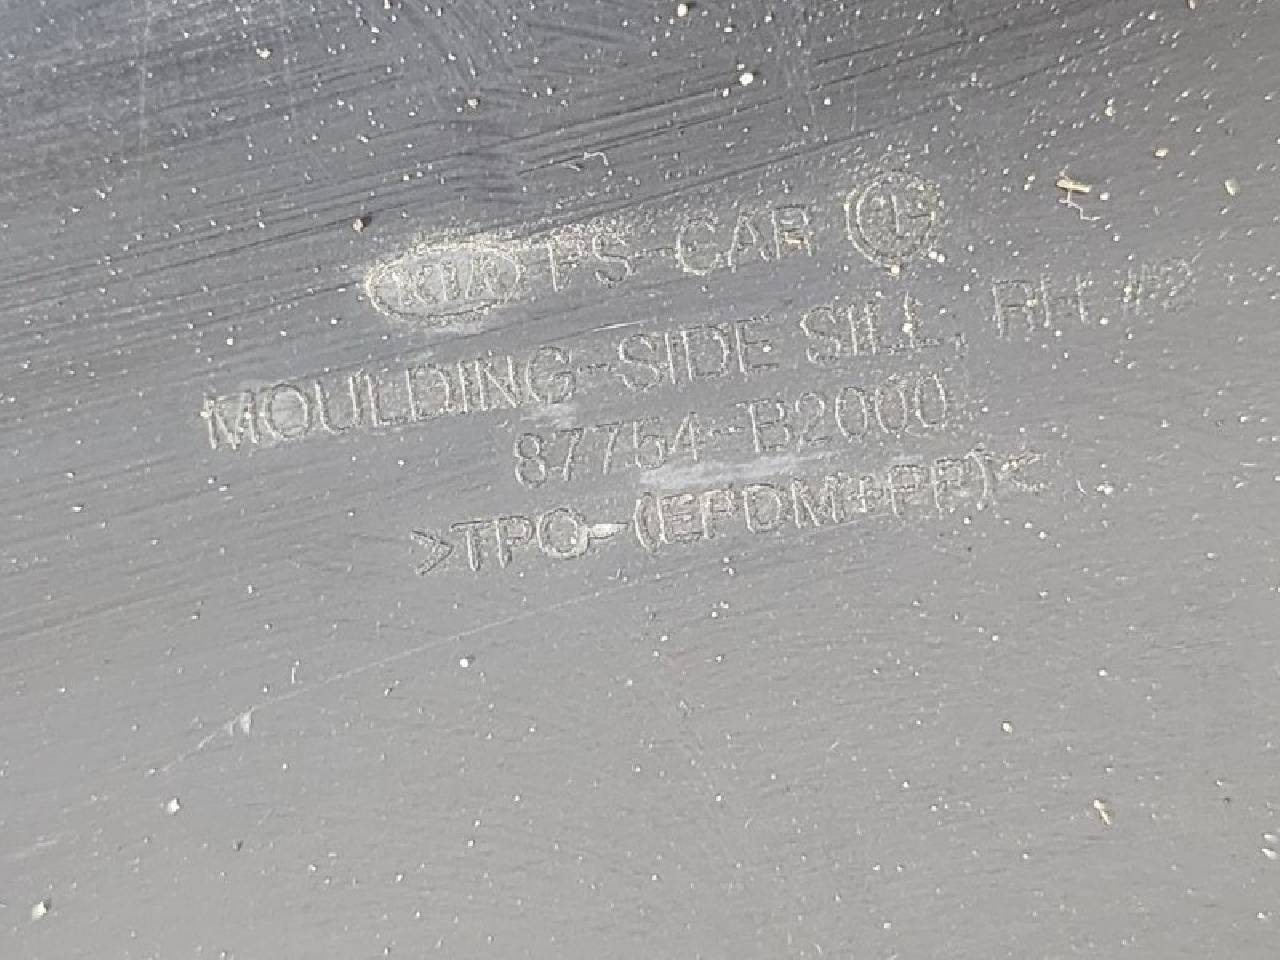 KIA PS-CAR
MOULDING-SIDE SILL, RH #2
87754-B2000
>TPO-(EPDM+PP)<